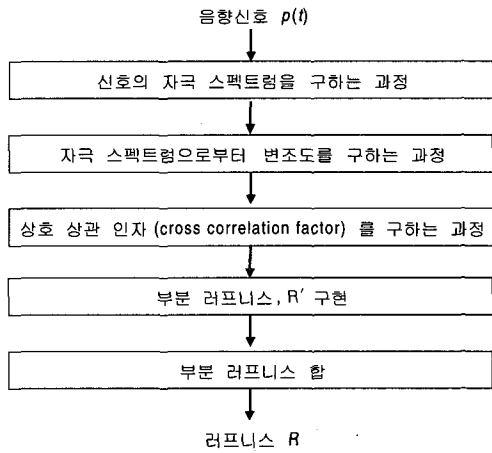 음향신호 p(t)
신호의 자극 스펙트럼을 구하는 과정
자극 스펙트럼으로부터 변조도를 구하는 과정
상호 상관 인자 (cross correlation factor) 를 구하는 과정
부분 러프니스, R′ 구현
부분 러프니스 합
러프니스 R